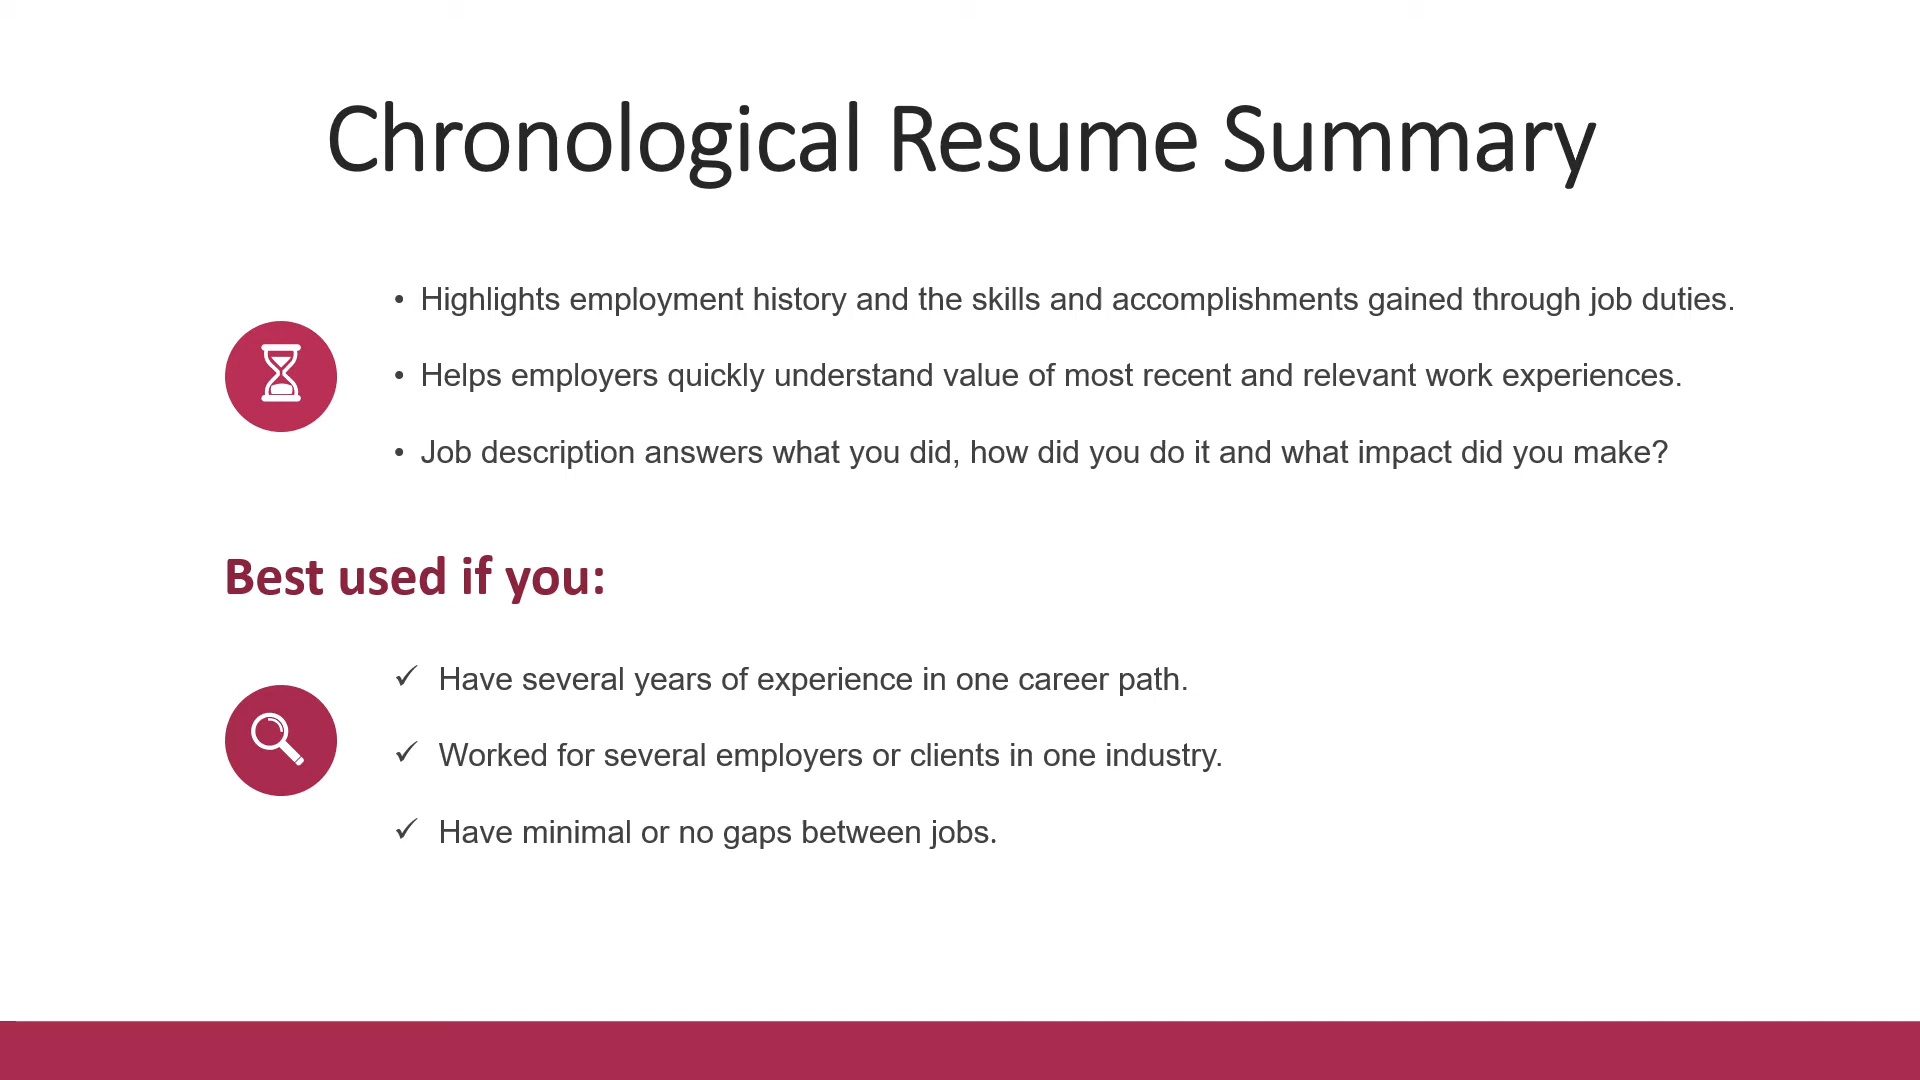 Chronological Resume Summary
• Highlights employment history and the skills and accomplishments gained through job duties.
• Helps employers quickly understand value of most recent and relevant work experiences.
• Job description answers what you did, how did you do it and what impact did you make?
Best used if you:
✓ Have several years of experience in one career path.
✓ Worked for several employers or clients in one industry.
✓ Have minimal or no gaps between jobs.